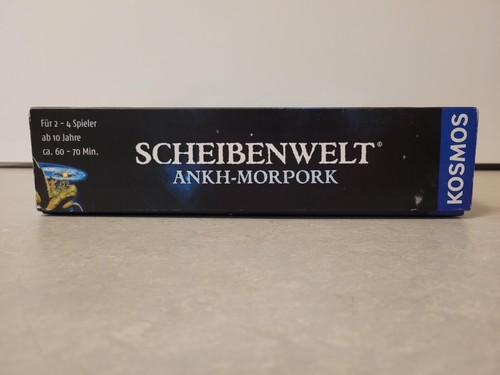 Für 2 – 4 Spieler
ab 10 Jahre
ca. 60 – 70 Min.
SCHEIBENWELT®
ANKH-MORPORK
KOSMOS